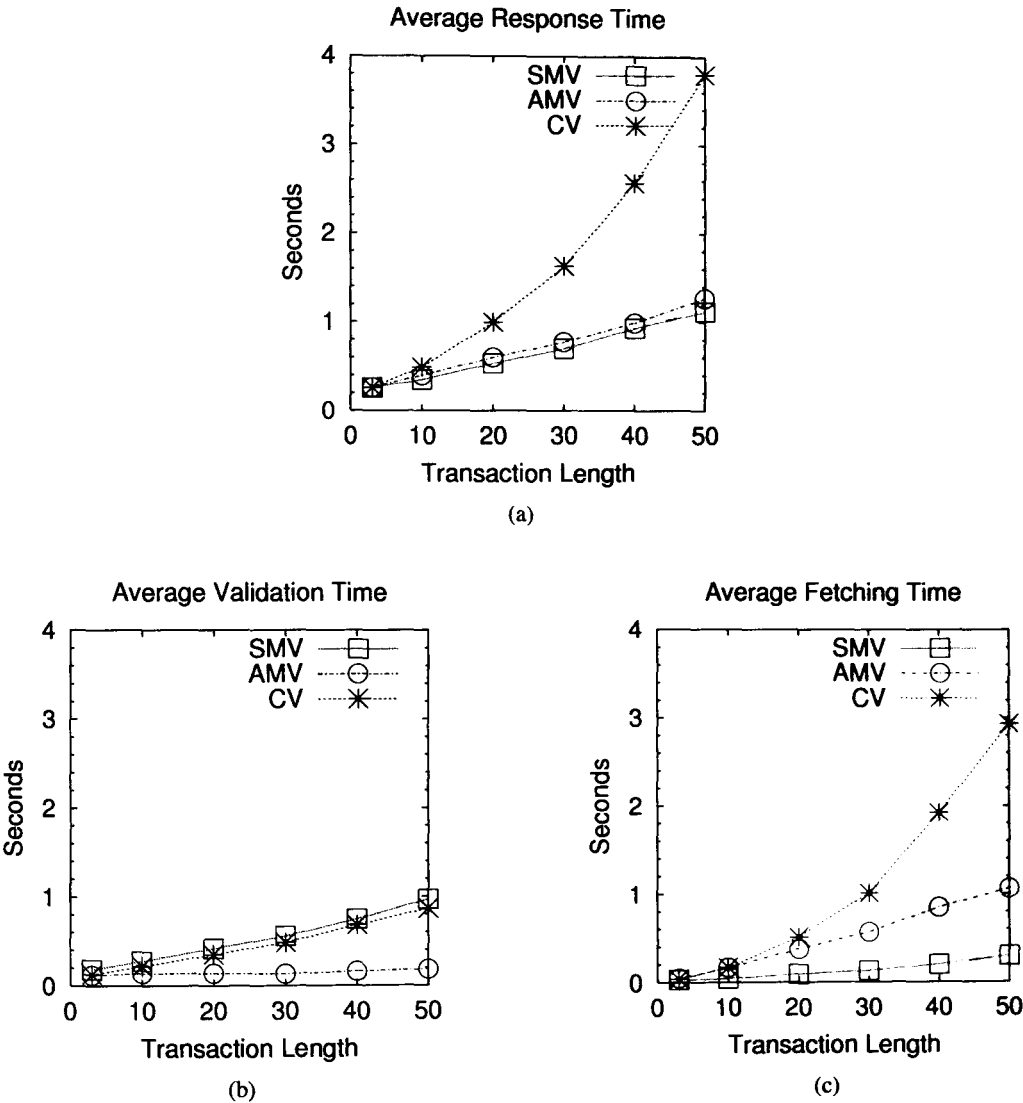 Average Response Time
4
3
2
1
0
Seconds
SMV
AMV
CV
0 10 20 30 40 50
Transaction Length
(a)
Average Validation Time
4
3
2
1
0
Seconds
SMV
AMV
CV
0 10 20 30 40 50
Transaction Length
(b)
Average Fetching Time
4
3
2
1
0
Seconds
SMV
AMV
CV
0 10 20 30 40 50
Transaction Length
(c)